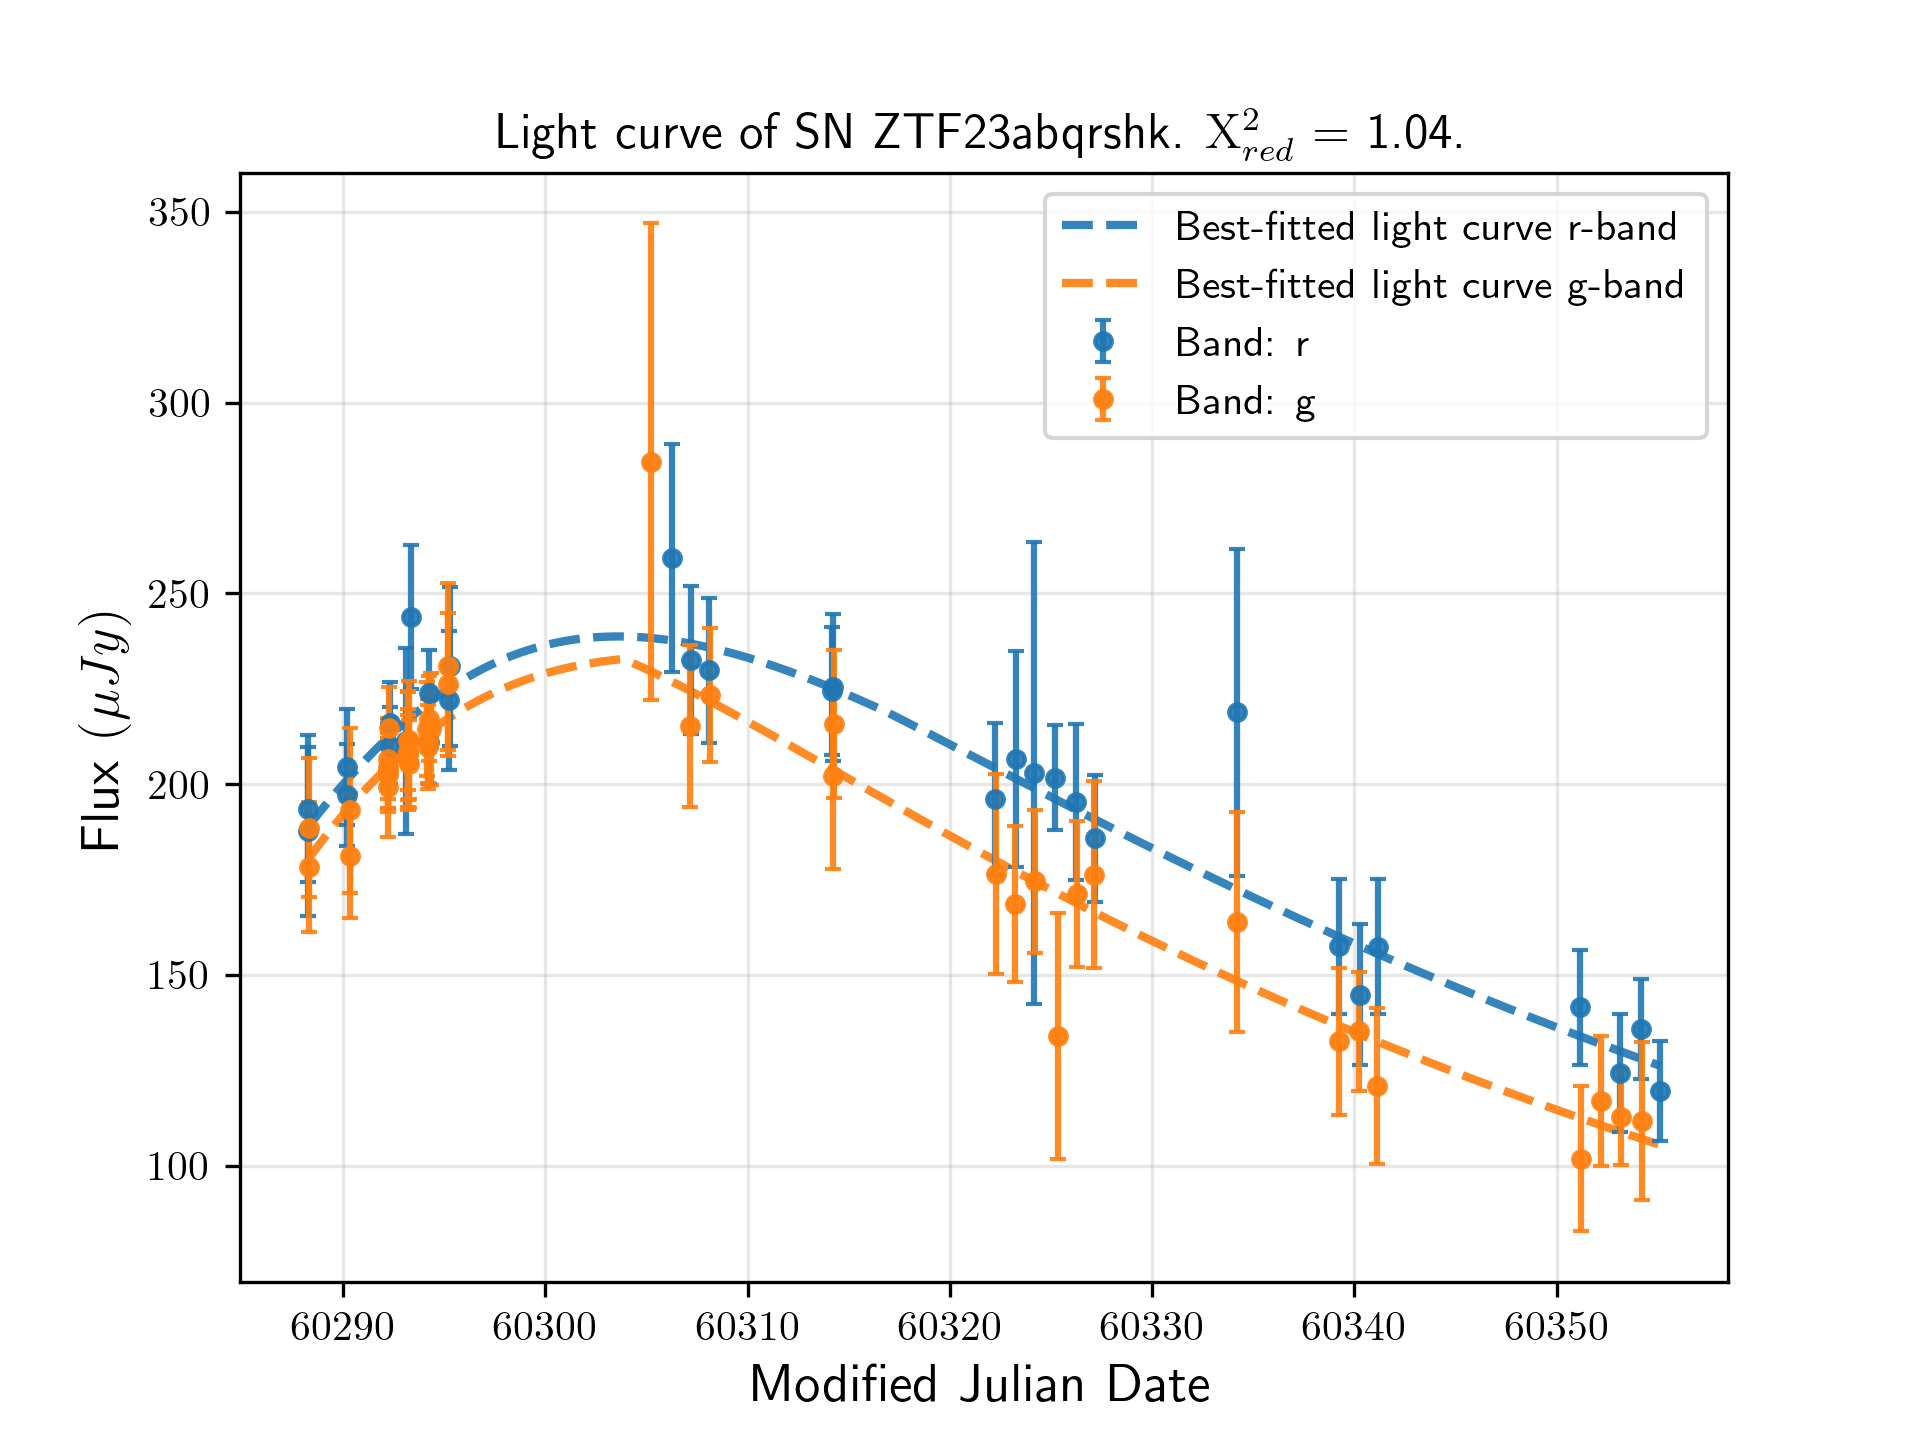 Light curve of SN ZTF23abqrshk. X²red = 1.04.
Best-fitted light curve r-band
Best-fitted light curve g-band
Band: r
Band: g
Flux (μJy)
350
300
250
200
150
100
60290 60300 60310 60320 60330 60340 60350
Modified Julian Date